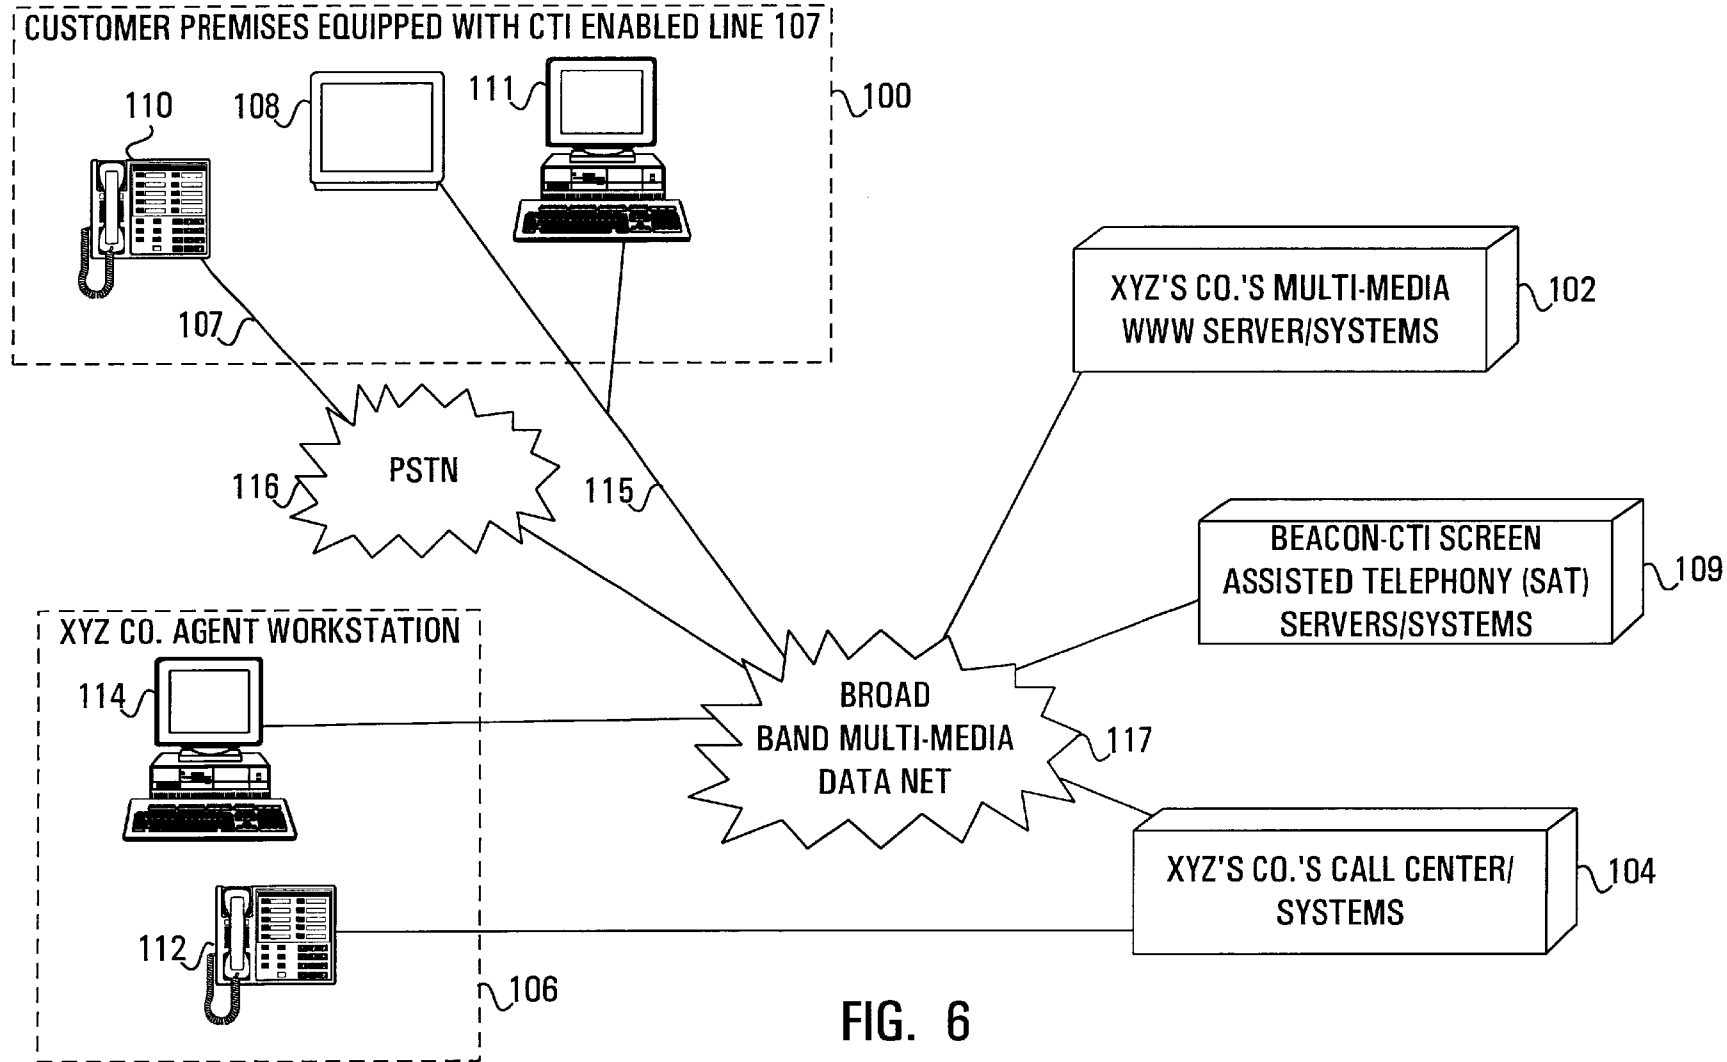 CUSTOMER PREMISES EQUIPPED WITH CTI ENABLED LINE 107
110
108
111
100
107
116
PSTN
115
XYZ'S CO.'S MULTI-MEDIA
WWW SERVER/SYSTEMS
102
BEACON-CTI SCREEN
ASSISTED TELEPHONY (SAT)
SERVERS/SYSTEMS
109
XYZ CO. AGENT WORKSTATION
114
BROAD
BAND MULTI-MEDIA
DATA NET
117
XYZ'S CO.'S CALL CENTER/
SYSTEMS
104
112
106
FIG. 6